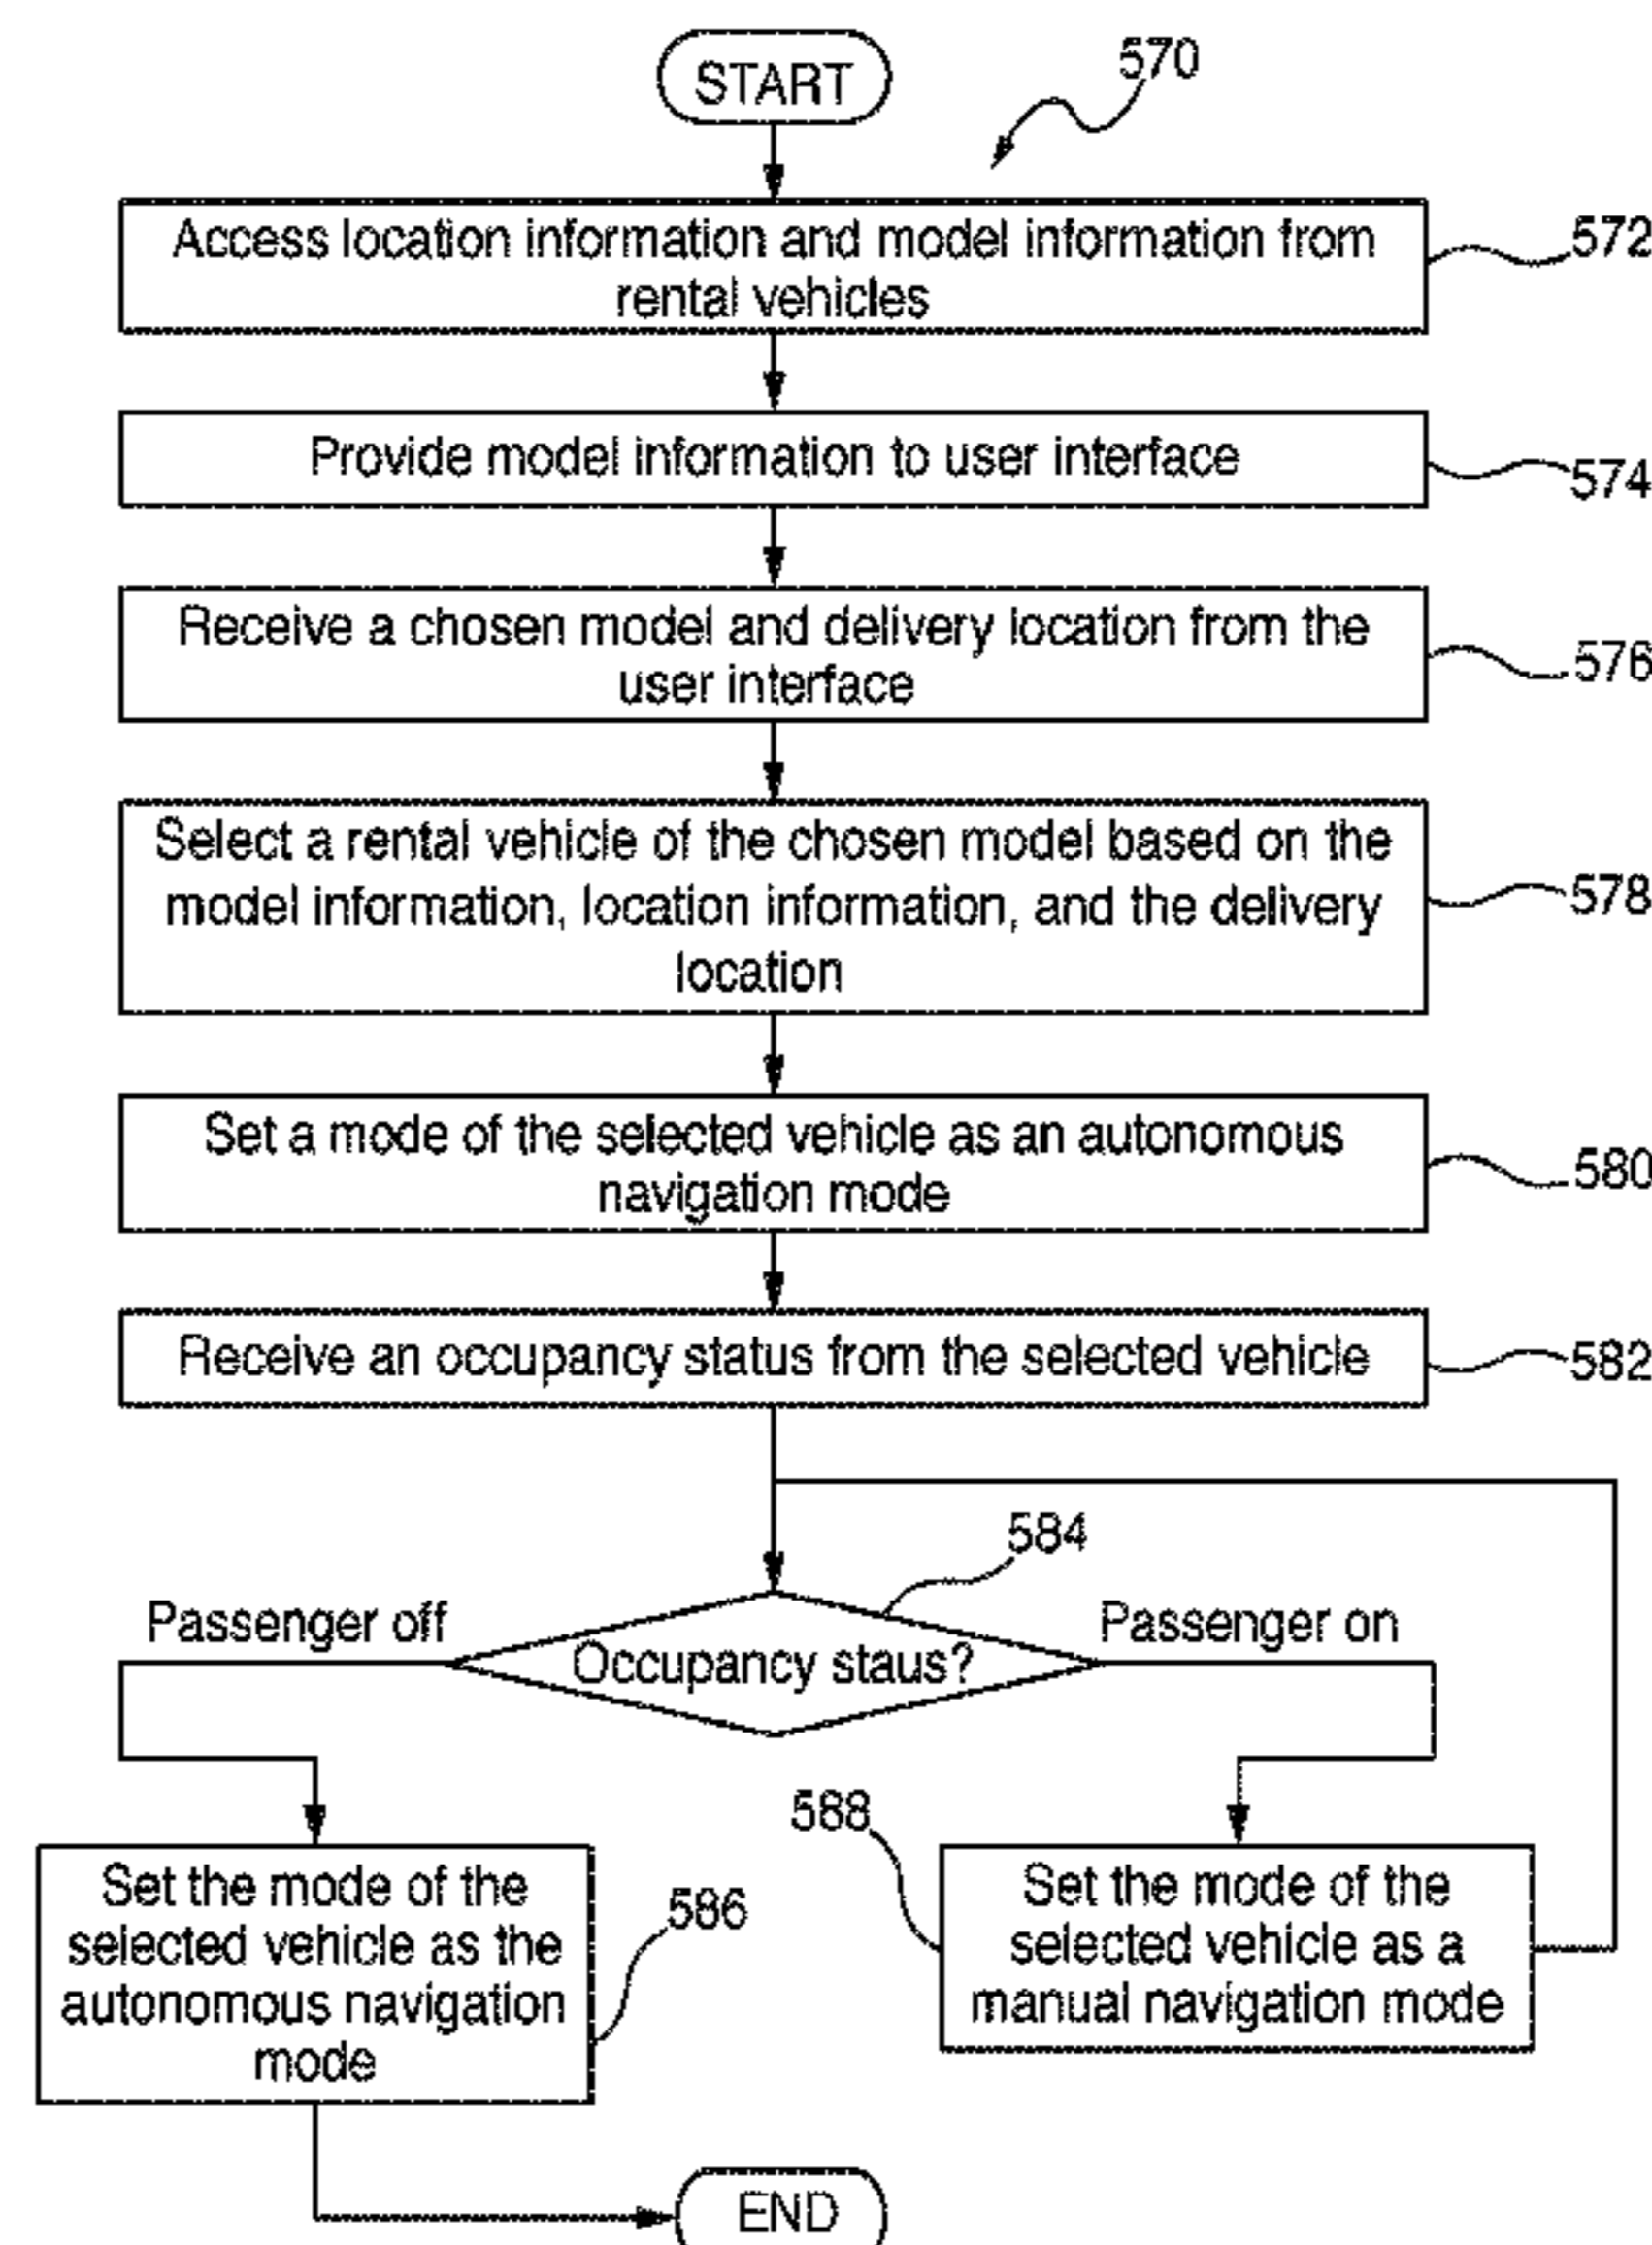 START
570
Access location information and model information from
rental vehicles
572
Provide model information to user interface
574
Receive a chosen model and delivery location from the
user interface
576
Select a rental vehicle of the chosen model based on the
model information, location information, and the delivery
location
578
Set a mode of the selected vehicle as an autonomous
navigation mode
580
Receive an occupancy status from the selected vehicle
582
584
Passenger off
Occupancy staus?
Passenger on
Set the mode of the
selected vehicle as the
autonomous navigation
mode
586
588
Set the mode of the
selected vehicle as a
manual navigation mode
END